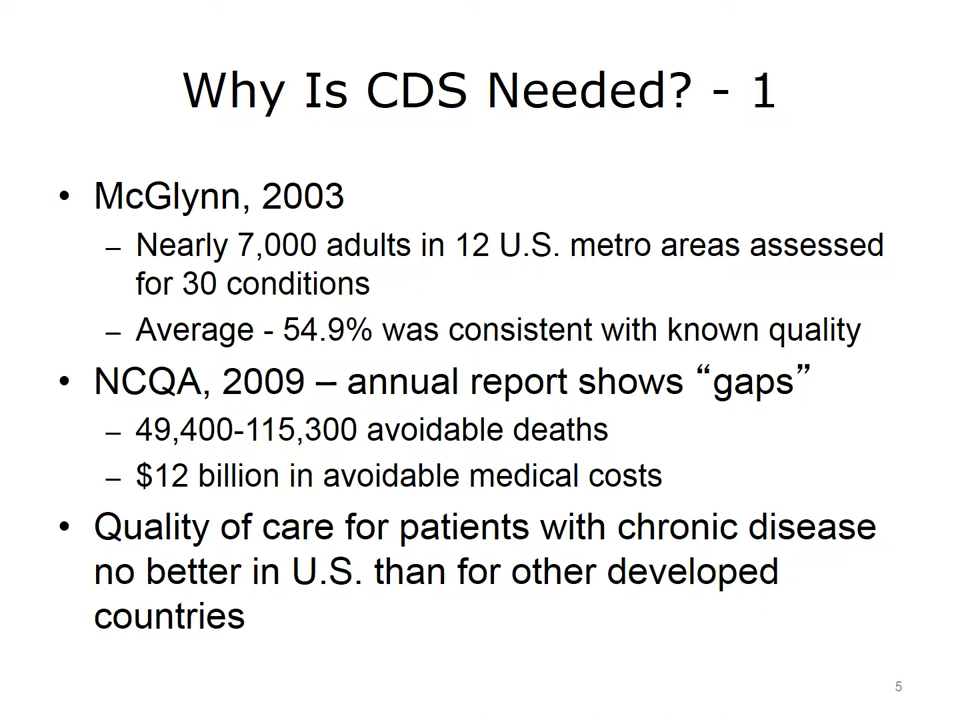 Why Is CDS Needed? - 1
• McGlynn, 2003
– Nearly 7,000 adults in 12 U.S. metro areas assessed
for 30 conditions
– Average - 54.9% was consistent with known quality
• NCQA, 2009 – annual report shows “gaps”
– 49,400-115,300 avoidable deaths
– $12 billion in avoidable medical costs
• Quality of care for patients with chronic disease
no better in U.S. than for other developed
countries
5